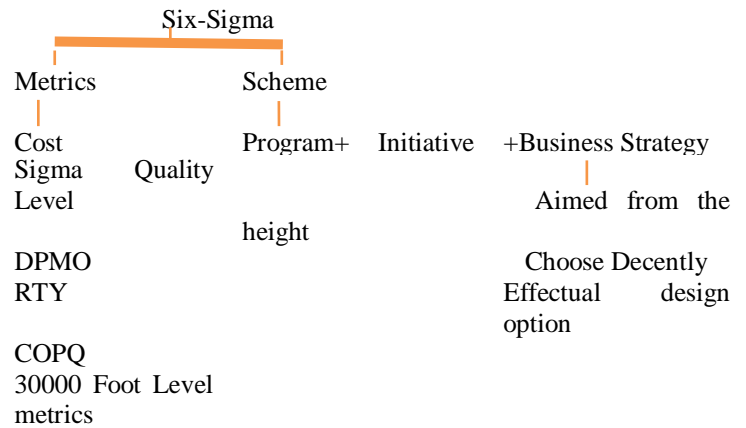 Six-Sigma
Metrics Scheme
Cost Program+ Initiative +Business Strategy
Sigma Quality
Level Aimed from the
height
DPMO Choose Decently
RTY Effectual design
option
COPQ
30000 Foot Level
metrics